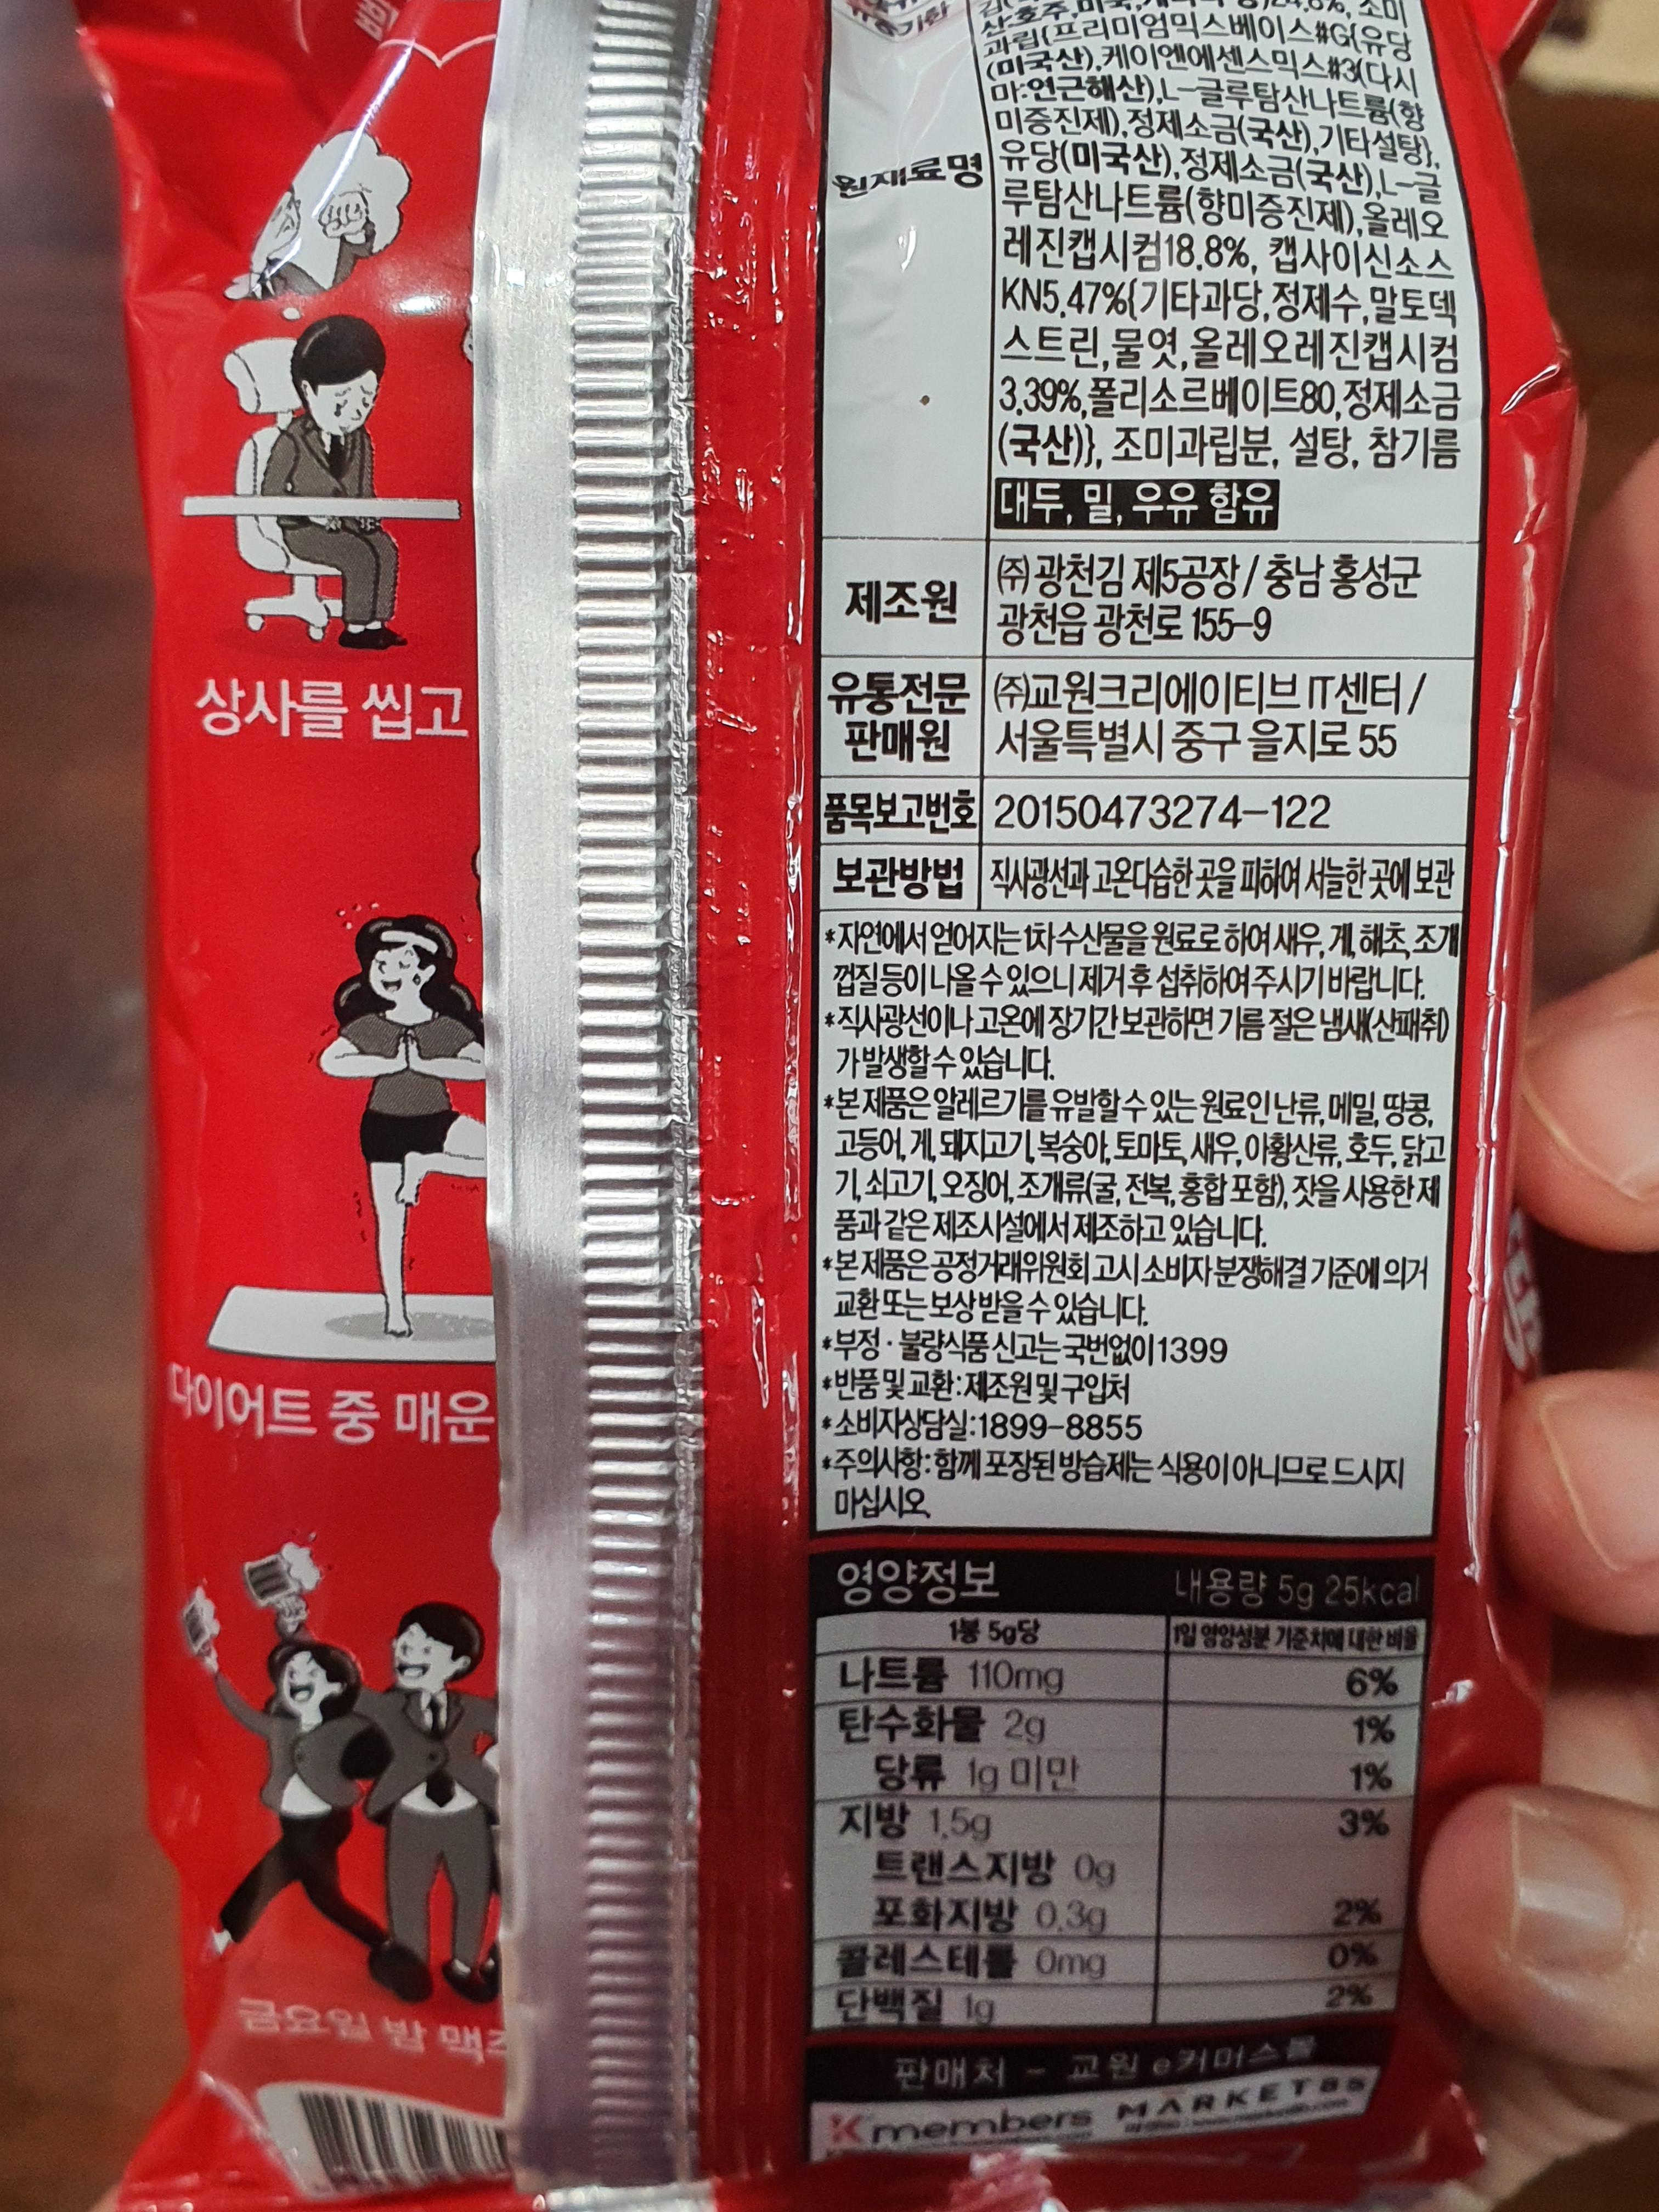 상사를 씹고
다이어트 중 매운
금요일 밤
산호주,미국,
과립{프리미엄믹스베이스#G(유당
(미국산),케이엔에센스믹스#3(다시
마:연근해산),L-글루탐산나트륨(향
미증진제),정제소금(국산),기타설탕},
원재료명
유당(미국산),정제소금(국산),L-글
루탐산나트륨(향미증진제),올레오
레진캡시컴18.8%, 캡사이신소스
KN5.47%{기타과당,정제수,말토덱
스트린,물엿,올레오레진캡시컴
3.39%,폴리소르베이트80,정제소금
(국산)}, 조미과립분, 설탕, 참기름
대두, 밀, 우유 함유
제조원
㈜광천김 제5공장 / 충남 홍성군
광천읍 광천로 155-9
유통전문
판매원
㈜교원크리에이티브 IT센터 /
서울특별시 중구 을지로 55
품목보고번호 20150473274-122
보관방법 직사광선과 고온다습한 곳을 피하여 서늘한 곳에 보관
*자연에서 얻어지는 1차 수산물을 원료로 하여 새우, 게, 해초, 조개
껍질 등이 나올 수 있으니 제거 후 섭취하여 주시기 바랍니다.
*직사광선이나 고온에 장기간 보관하면 기름 절은 냄새(산패취)
가 발생할 수 있습니다.
*본 제품은 알레르기를 유발할 수 있는 원료인 난류, 메밀, 땅콩,
고등어, 게, 돼지고기, 복숭아, 토마토, 새우, 아황산류, 호두, 닭고
기, 쇠고기, 오징어, 조개류(굴, 전복, 홍합 포함), 잣을 사용한 제
품과 같은 제조시설에서 제조하고 있습니다.
*본 제품은 공정거래위원회 고시 소비자 분쟁해결 기준에 의거
교환 또는 보상 받을 수 있습니다.
*부정·불량식품 신고는 국번없이 1399
*반품 및 교환:제조원 및 구입처
*소비자상담실:1899-8855
*주의사항:함께 포장된 방습제는 식용이 아니므로 드시지
마십시오.
영양정보 내용량 5g 25kcal
1봉 5g당 1일 영양성분 기준치에 대한 비율
나트륨 110mg 6%
탄수화물 2g 1%
당류 1g 미만 1%
지방 1.5g 3%
트랜스지방 0g
포화지방 0.3g 2%
콜레스테롤 0mg 0%
단백질 1g 2%
판매처 - 교원 e커머스몰
K members MARKET85